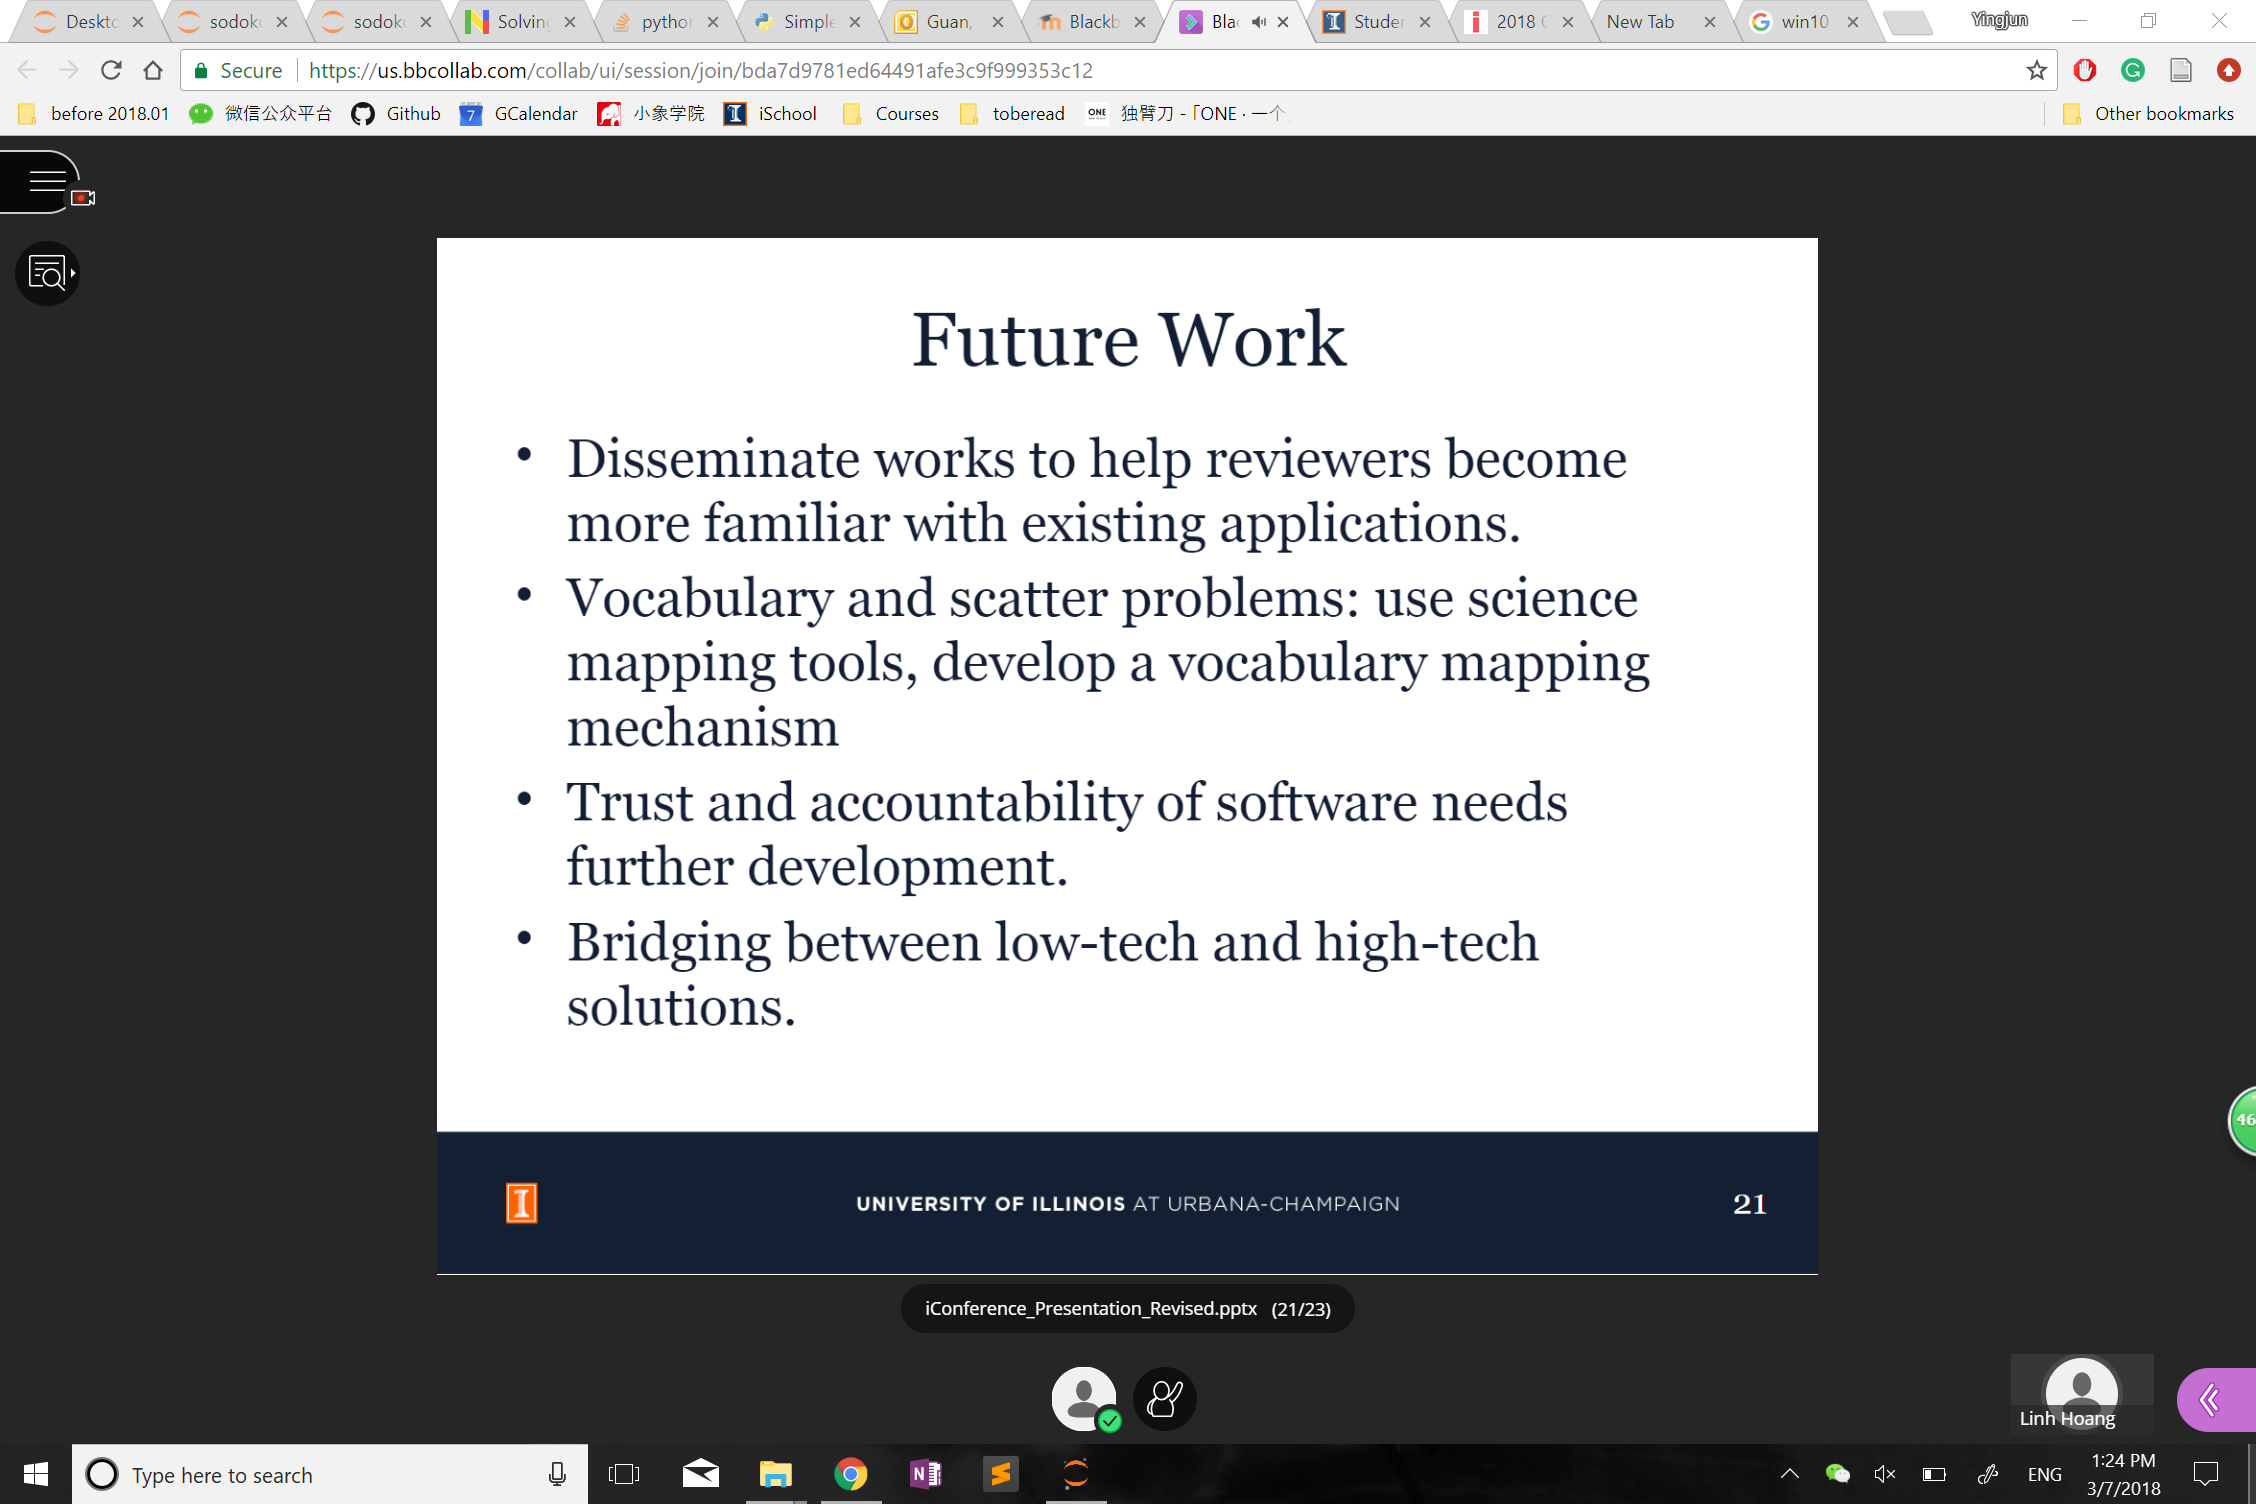 Deskto
sodoku
sodoku
Solving
python
Simple
Guan,
Blackb
Bla
Studen
2018
New Tab
win10
Yingjun
Secure
https://us.bbcollab.com/collab/ui/session/join/bda7d9781ed64491afe3c9f999353c12
before 2018.01
微信公众平台
Github
7
GCalendar
小象学院
iSchool
Courses
toberead
ONE
独臂刀 -「ONE · 一个
Other bookmarks
Future Work
• Disseminate works to help reviewers become
more familiar with existing applications.
• Vocabulary and scatter problems: use science
mapping tools, develop a vocabulary mapping
mechanism
• Trust and accountability of software needs
further development.
• Bridging between low-tech and high-tech
solutions.
46
UNIVERSITY OF ILLINOIS AT URBANA-CHAMPAIGN
21
iConference_Presentation_Revised.pptx (21/23)
Linh Hoang
Type here to search
ENG
1:24 PM
3/7/2018